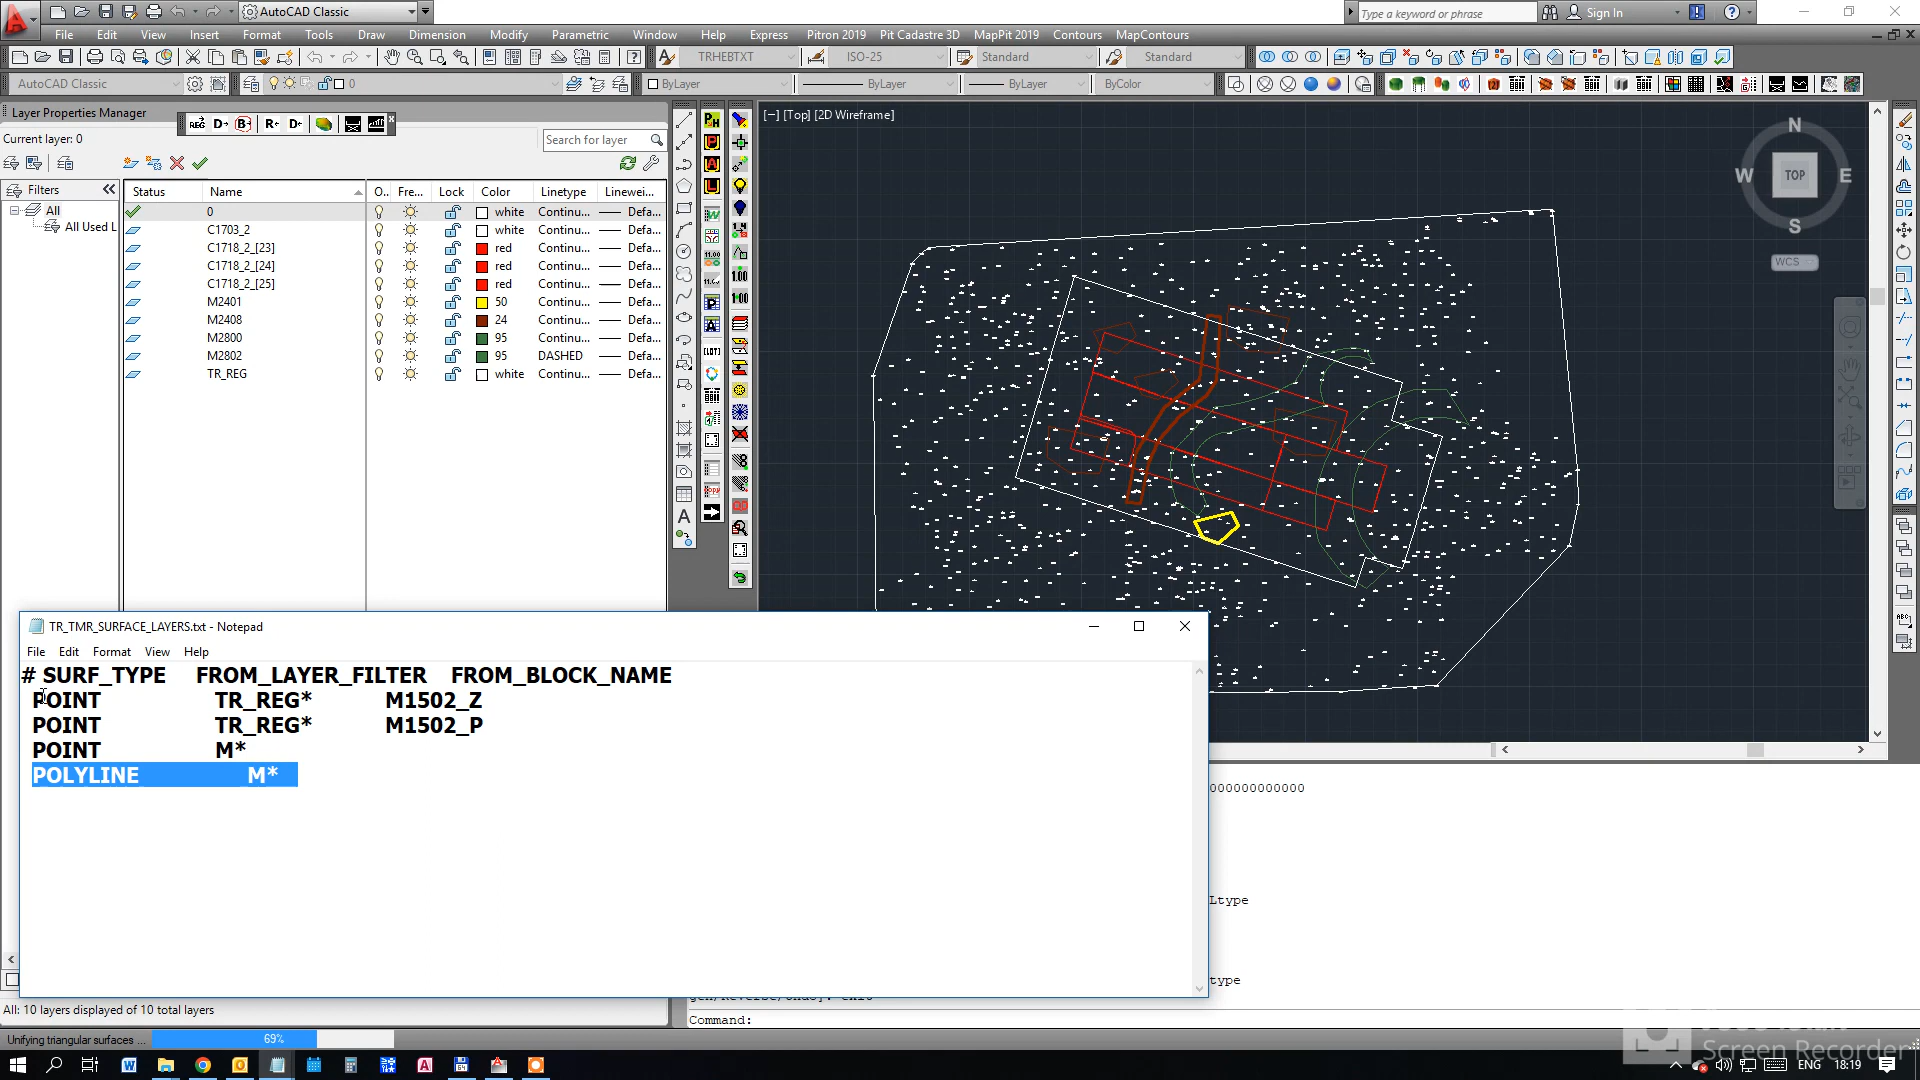 AutoCAD Classic
Type a keyword or phrase
Sign In
File Edit View Insert Format Tools Draw Dimension Modify Parametric Window Help Express Pitron 2019 Pit Cadastre 3D MapPit 2019 Contours MapContours
TRHEBTXT ISO-25 Standard Standard
AutoCAD Classic 0 ByLayer ByLayer ByLayer ByColor
Layer Properties Manager
Current layer: 0
Search for layer
Filters
All
All Used L
Status Name O.. Fre... Lock Color Linetype Linewei...
0 white Continu... Defa...
C1703_2 white Continu... Defa...
C1718_2_[23] red Continu... Defa...
C1718_2_[24] red Continu... Defa...
C1718_2_[25] red Continu... Defa...
M2401 50 Continu... Defa...
M2408 24 Continu... Defa...
M2800 95 Continu... Defa...
M2802 95 DASHED Defa...
TR_REG white Continu... Defa...
[−] [Top] [2D Wireframe]
N
W TOP E
S
WCS
TR_TMR_SURFACE_LAYERS.txt - Notepad
File Edit Format View Help
# SURF_TYPE FROM_LAYER_FILTER FROM_BLOCK_NAME
POINT TR_REG* M1502_Z
POINT TR_REG* M1502_P
POINT M*
POLYLINE M*
000000000000
Ltype
type
All: 10 layers displayed of 10 total layers
Command:
Unifying triangular surfaces ... 69%
Screen Recorder
ENG 18:19